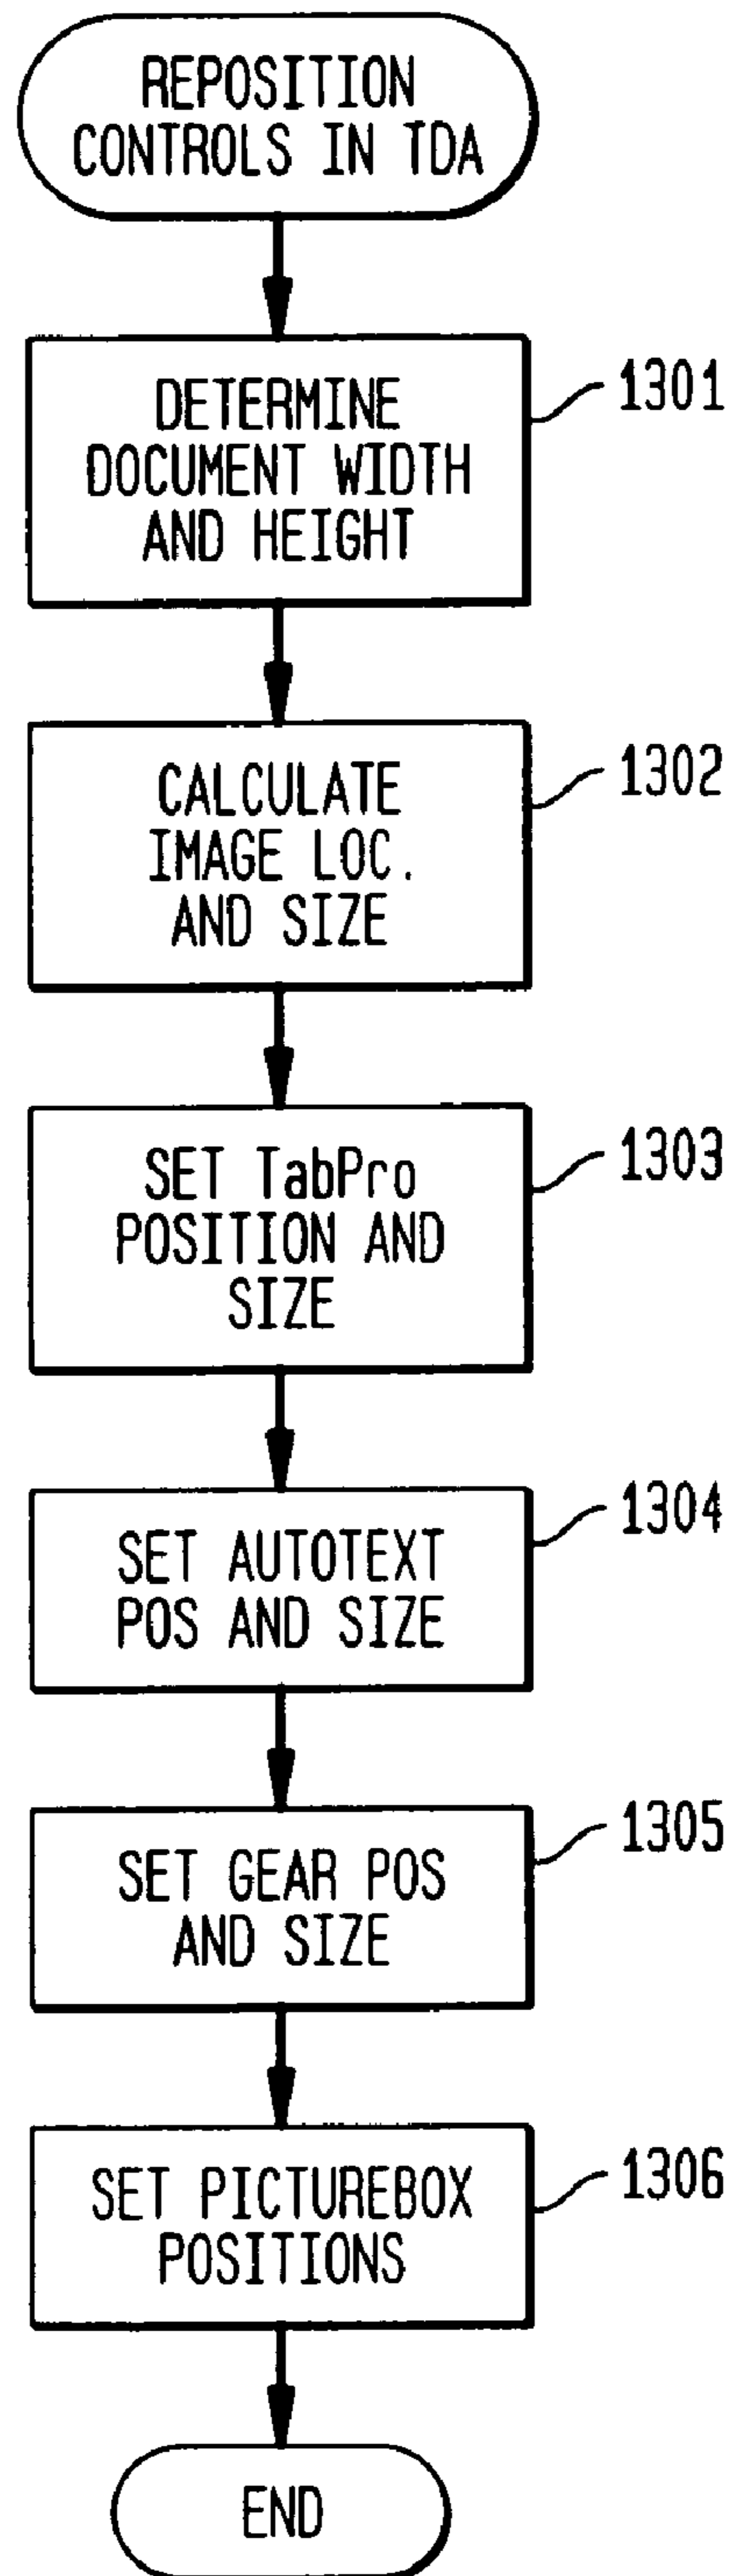 REPOSITION
CONTROLS IN TDA
DETERMINE
DOCUMENT WIDTH
AND HEIGHT
1301
CALCULATE
IMAGE LOC.
AND SIZE
1302
SET TabPro
POSITION AND
SIZE
1303
SET AUTOTEXT
POS AND SIZE
1304
SET GEAR POS
AND SIZE
1305
SET PICTUREBOX
POSITIONS
1306
END